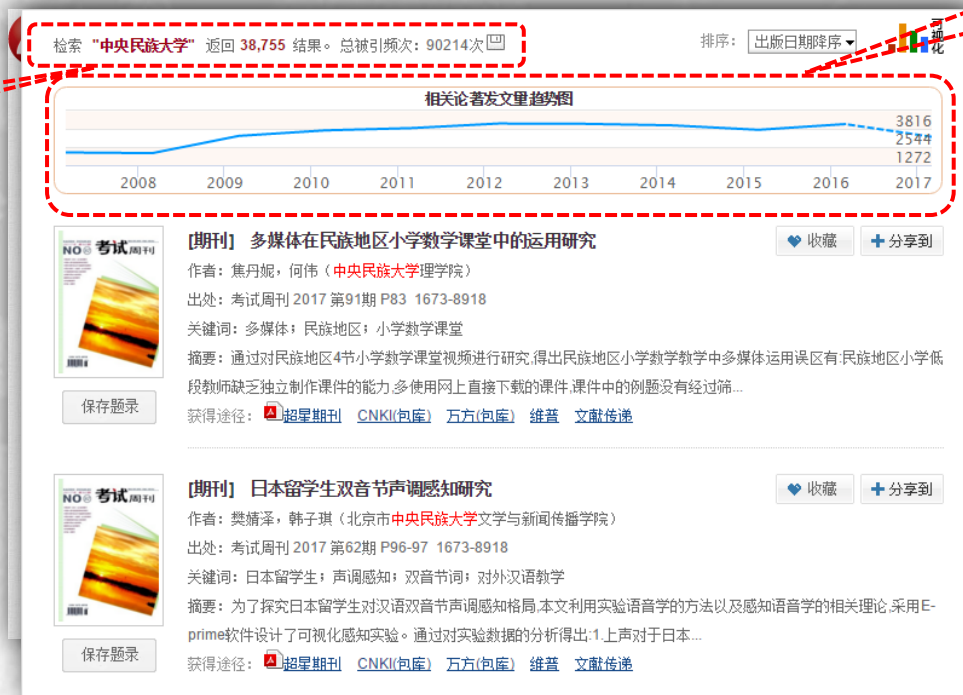 检索 "中央民族大学" 返回 38,755 结果。总被引频次：90214次
排序： 出版日期降序
可视化
相关论著发文量趋势图
3816
2544
1272
2008 2009 2010 2011 2012 2013 2014 2015 2016 2017
NO 考试周刊
[期刊] 多媒体在民族地区小学数学课堂中的运用研究
收藏 分享到
作者：焦丹妮，何伟（中央民族大学理学院）
出处：考试周刊 2017 第91期 P83 1673-8918
关键词：多媒体；民族地区；小学数学课堂
摘要：通过对民族地区4节小学数学课堂视频进行研究,得出民族地区小学数学教学中多媒体运用误区有:民族地区小学低
段教师缺乏独立制作课件的能力,多使用网上直接下载的课件,课件中的例题没有经过筛...
保存题录
获得途径： 超星期刊 CNKI(包库) 万方(包库) 维普 文献传递
NO 考试周刊
[期刊] 日本留学生双音节声调感知研究
收藏 分享到
作者：樊婧泽，韩子琪（北京市中央民族大学文学与新闻传播学院）
出处：考试周刊 2017 第62期 P96-97 1673-8918
关键词：日本留学生；声调感知；双音节词；对外汉语教学
摘要：为了探究日本留学生对汉语双音节声调感知格局,本文利用实验语音学的方法以及感知语音学的相关理论,采用E-
prime软件设计了可视化感知实验。通过对实验数据的分析得出:1.上声对于日本...
保存题录
获得途径： 超星期刊 CNKI(包库) 万方(包库) 维普 文献传递